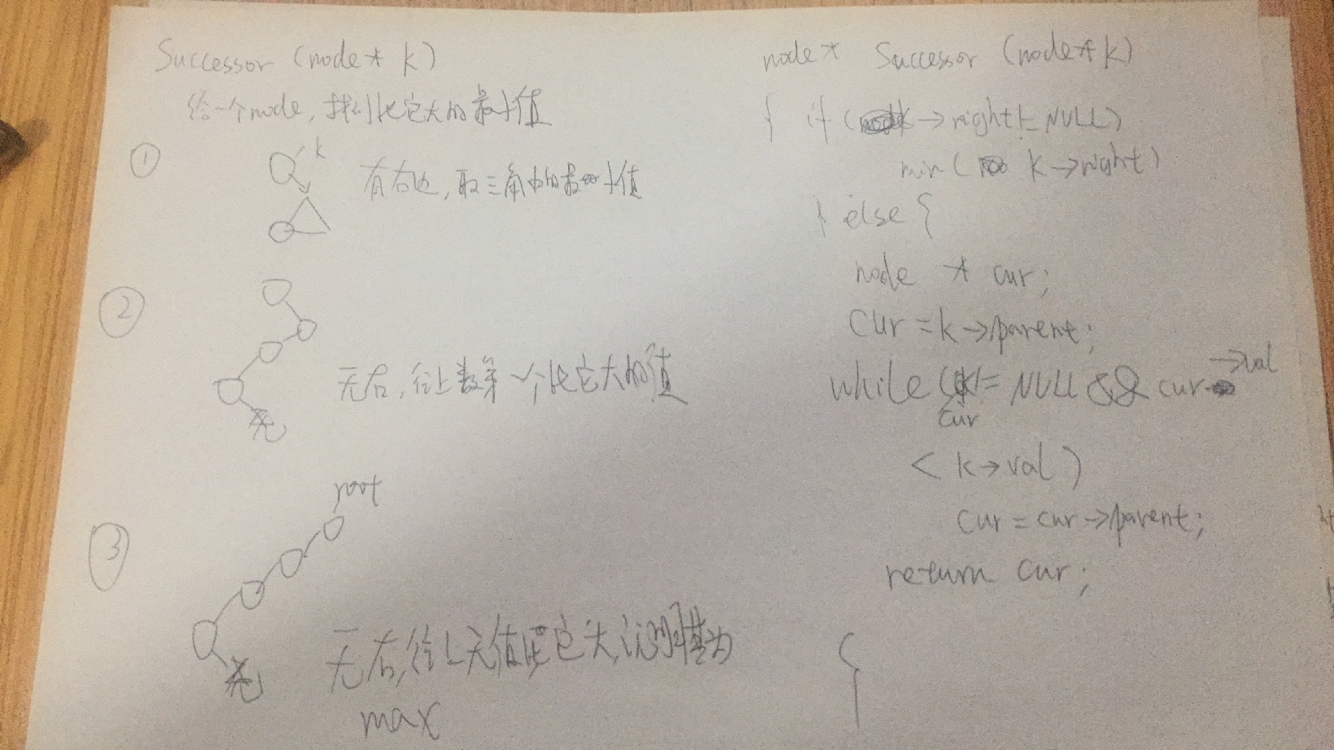 Successor (node* k)
给一个node, 找到比它大的最小值
① k
有右边, 取三角中的最小值
②
无右, 往上数第一个比它大的值
无
root
③
无右, 往上无值比它大, 说明其为
无
max
node* Successor (node* k)
{ if (k→right != NULL)
min( k→right)
} else {
node * cur;
cur = k→parent;
while (cur != NULL && cur→val
< k→val)
cur = cur→parent;
return cur;
}